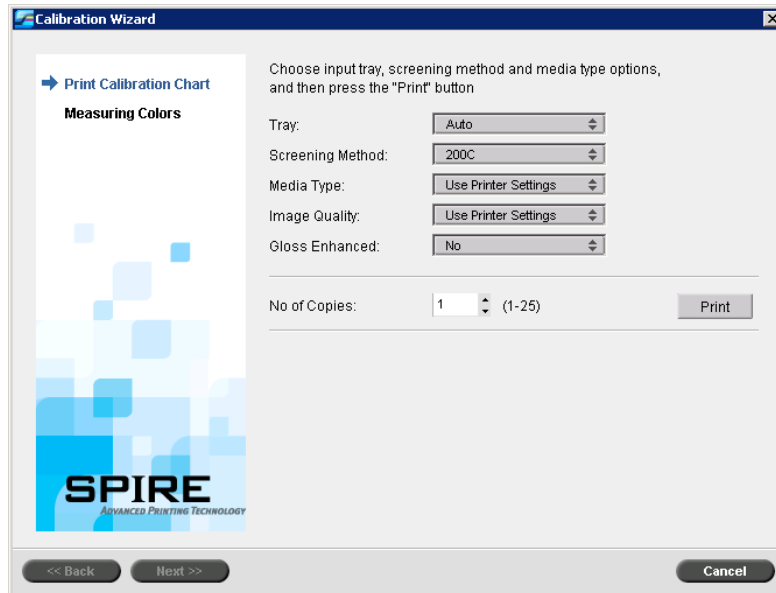 Calibration Wizard
Print Calibration Chart
Measuring Colors
Choose input tray, screening method and media type options,
and then press the "Print" button
Tray: Auto
Screening Method: 200C
Media Type: Use Printer Settings
Image Quality: Use Printer Settings
Gloss Enhanced: No
No of Copies: 1 (1-25) Print
SPIRE
ADVANCED PRINTING TECHNOLOGY
<< Back Next >> Cancel